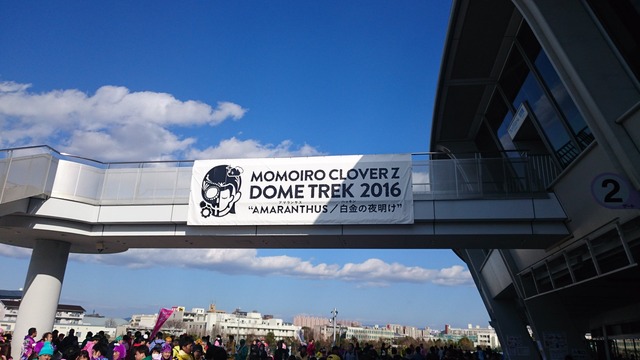 MOMOIRO CLOVER Z
DOME TREK 2016
"AMARANTHUS／白金の夜明け"
2